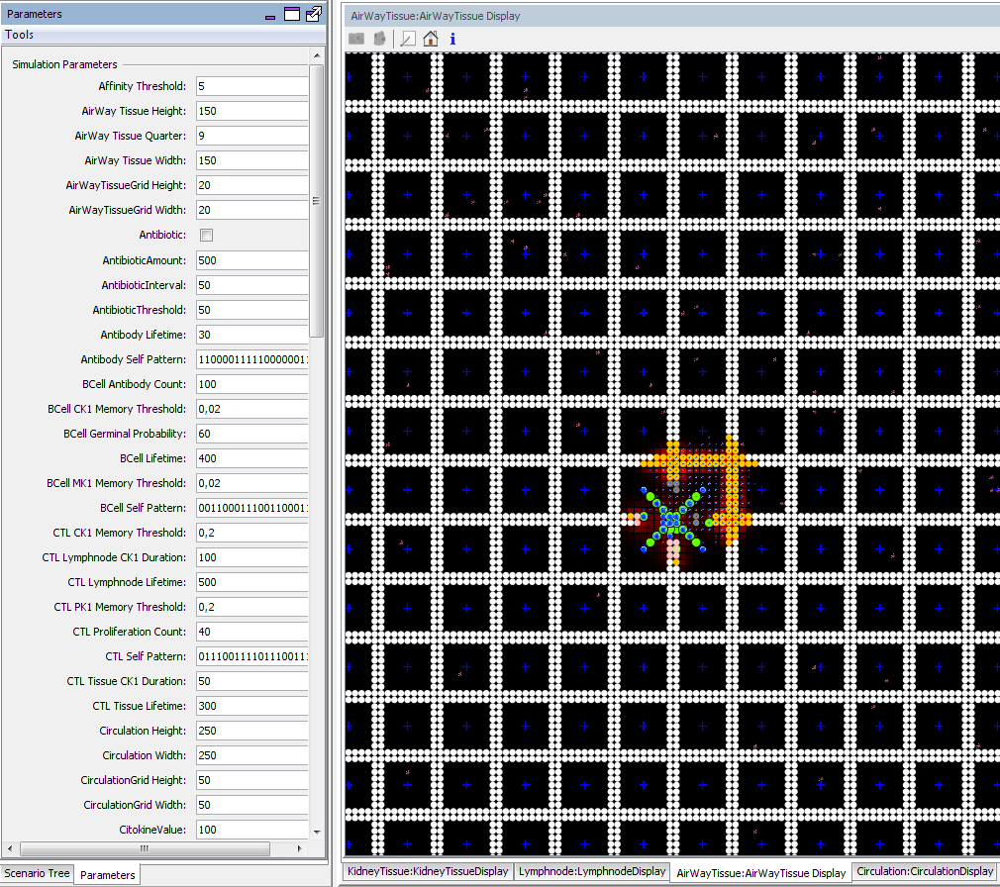 Parameters
Tools
Simulation Parameters
Affinity Threshold: 5
AirWay Tissue Height: 150
AirWay Tissue Quarter: 9
AirWay Tissue Width: 150
AirWayTissueGrid Height: 20
AirWayTissueGrid Width: 20
Antibiotic:
AntibioticAmount: 500
AntibioticInterval: 50
AntibioticThreshold: 50
Antibody Lifetime: 30
Antibody Self Pattern:
BCell Antibody Count: 100
BCell CK1 Memory Threshold: 0,02
BCell Germinal Probability: 60
BCell Lifetime: 400
BCell MK1 Memory Threshold: 0,02
BCell Self Pattern:
CTL CK1 Memory Threshold: 0,2
CTL Lymphnode CK1 Duration: 100
CTL Lymphnode Lifetime: 500
CTL PK1 Memory Threshold: 0,2
CTL Proliferation Count: 40
CTL Self Pattern:
CTL Tissue CK1 Duration: 50
CTL Tissue Lifetime: 300
Circulation Height: 250
Circulation Width: 250
CirculationGrid Height: 50
CirculationGrid Width: 50
CitokineValue: 100
Scenario Tree Parameters
AirWayTissue:AirWayTissue Display
KidneyTissue:KidneyTissueDisplay Lymphnode:LymphnodeDisplay AirWayTissue:AirWayTissue Display Circulation:CirculationDisplay